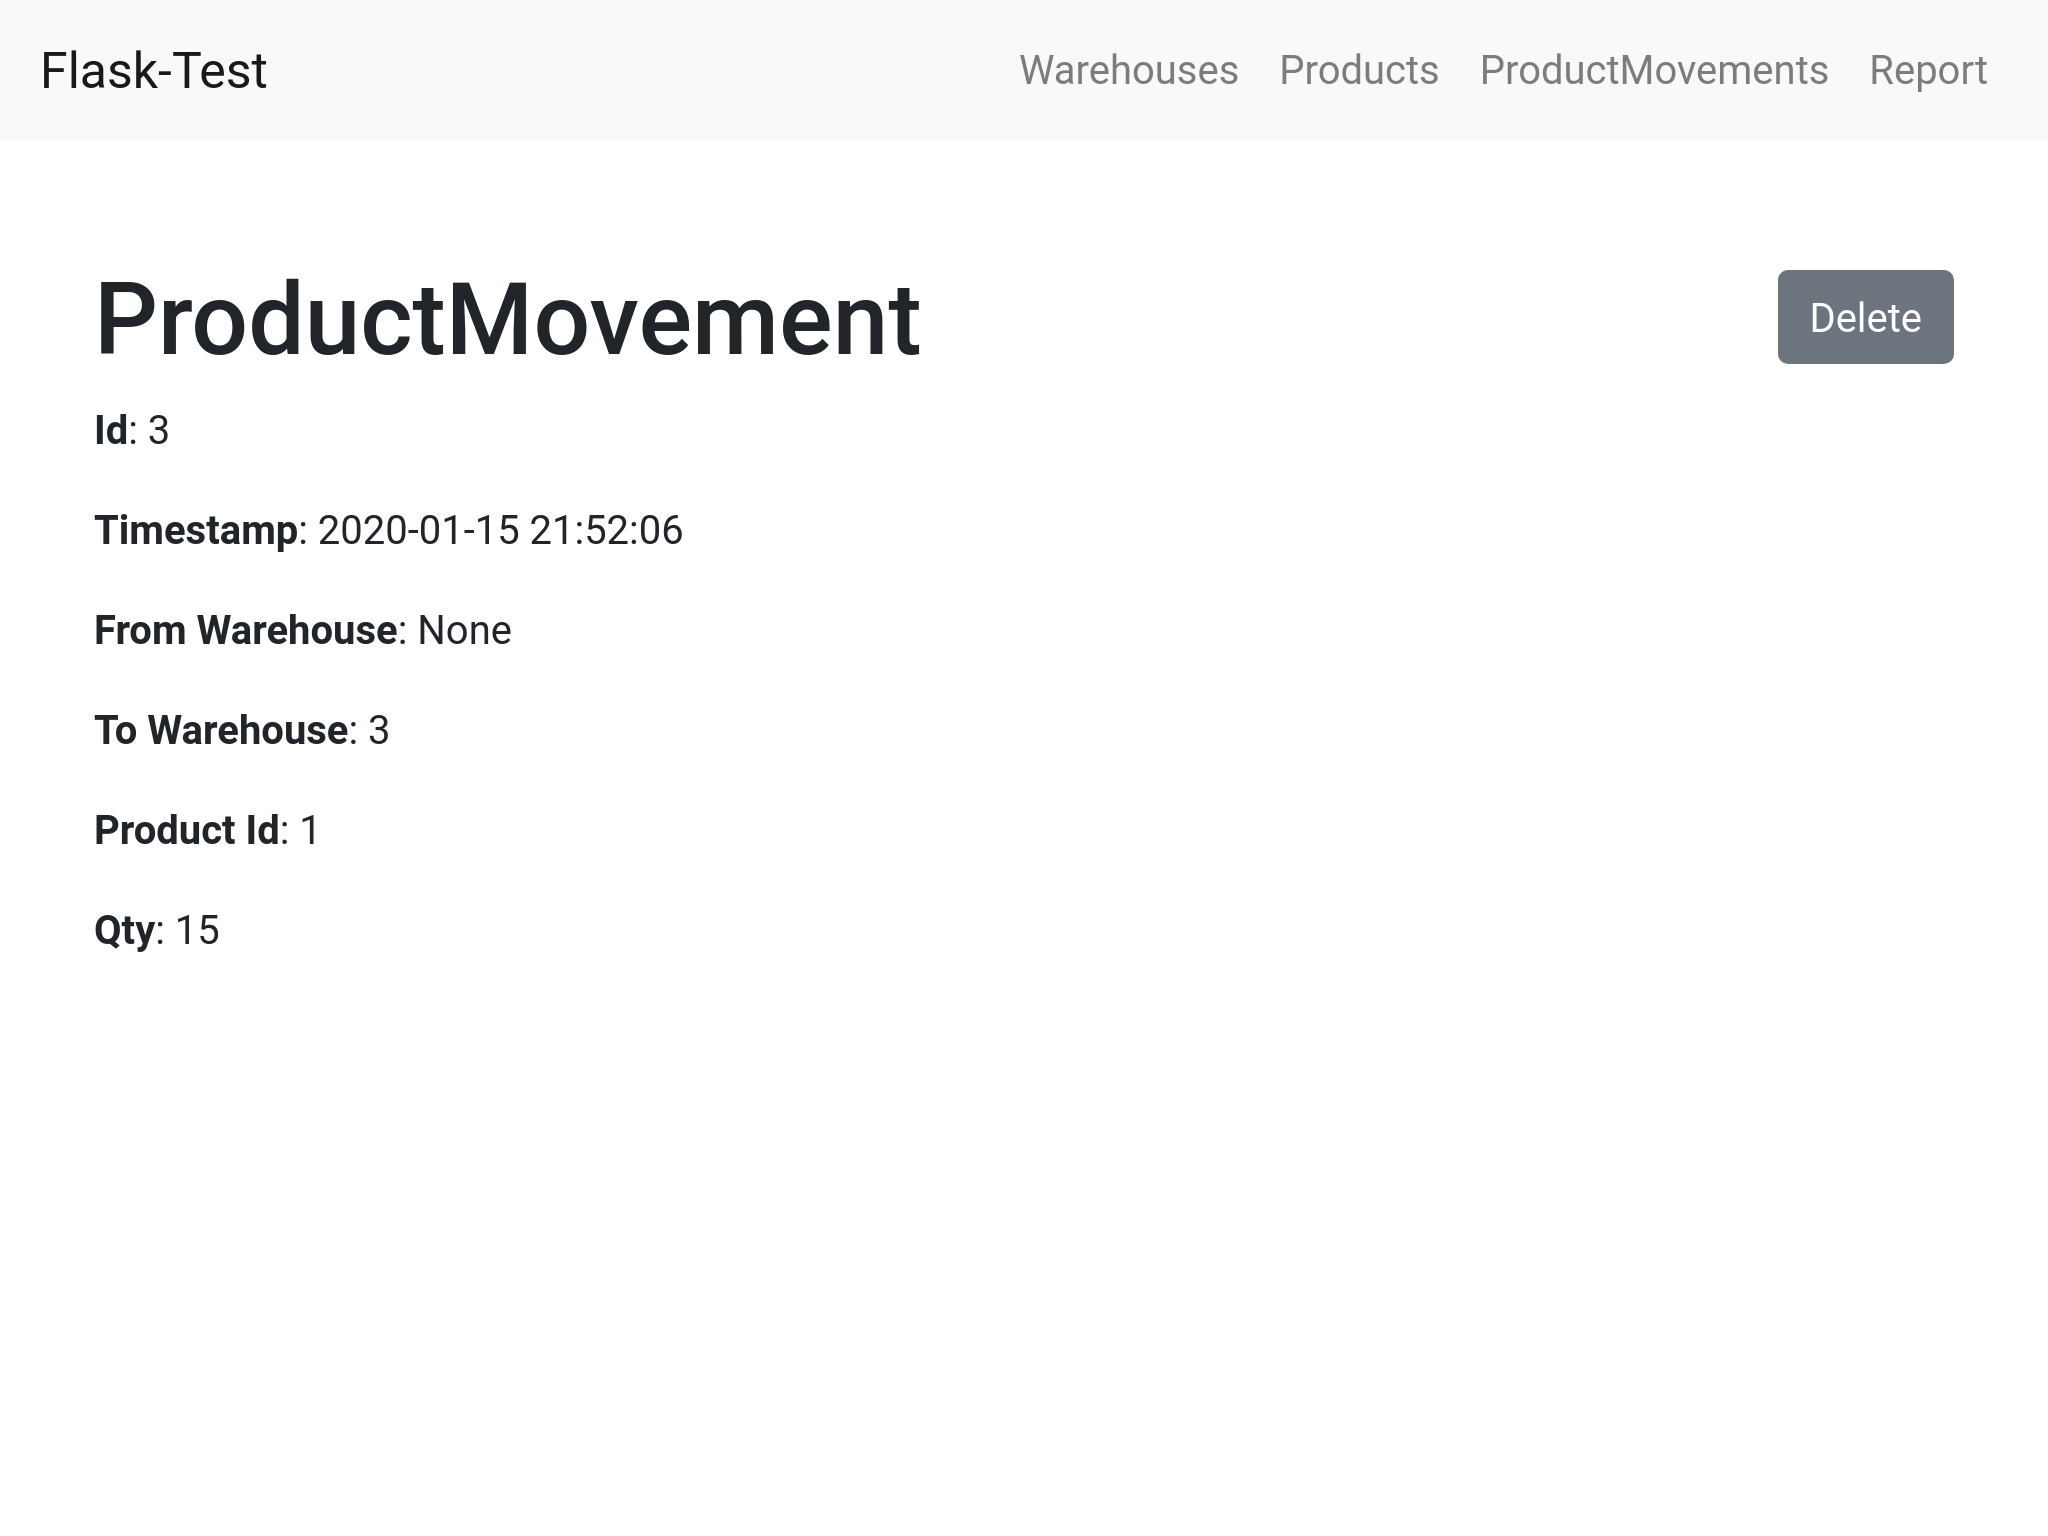 Flask-Test
Warehouses Products ProductMovements Report
ProductMovement
Delete
Id: 3
Timestamp: 2020-01-15 21:52:06
From Warehouse: None
To Warehouse: 3
Product Id: 1
Qty: 15